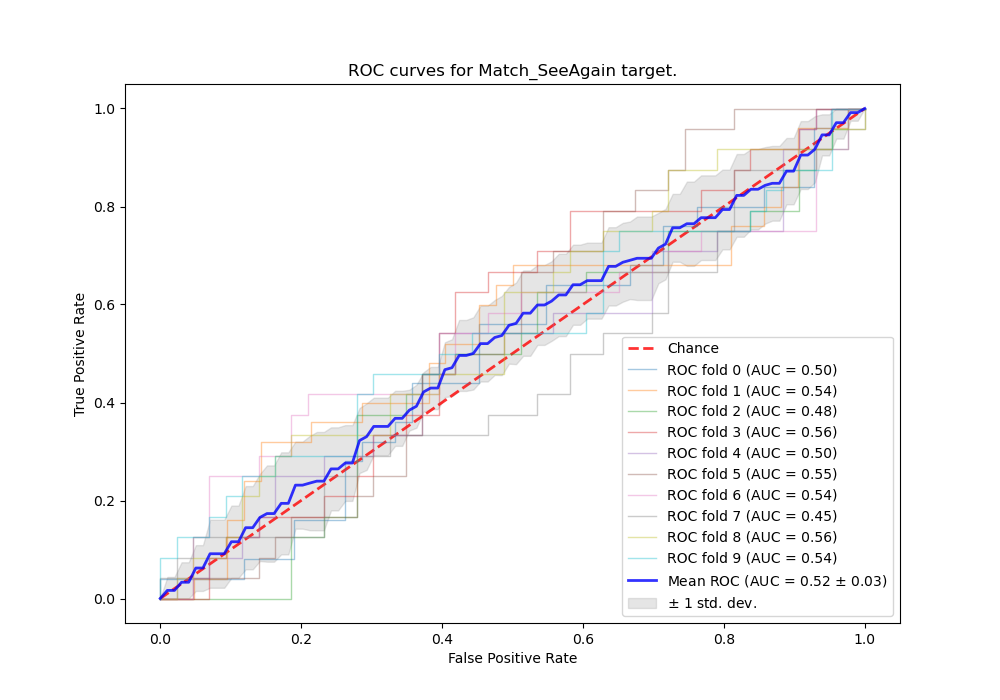 ROC curves for Match_SeeAgain target.
True Positive Rate
1.0
0.8
0.6
0.4
0.2
0.0
Chance
ROC fold 0 (AUC = 0.50)
ROC fold 1 (AUC = 0.54)
ROC fold 2 (AUC = 0.48)
ROC fold 3 (AUC = 0.56)
ROC fold 4 (AUC = 0.50)
ROC fold 5 (AUC = 0.55)
ROC fold 6 (AUC = 0.54)
ROC fold 7 (AUC = 0.45)
ROC fold 8 (AUC = 0.56)
ROC fold 9 (AUC = 0.54)
Mean ROC (AUC = 0.52 ± 0.03)
± 1 std. dev.
0.0 0.2 0.4 0.6 0.8 1.0
False Positive Rate